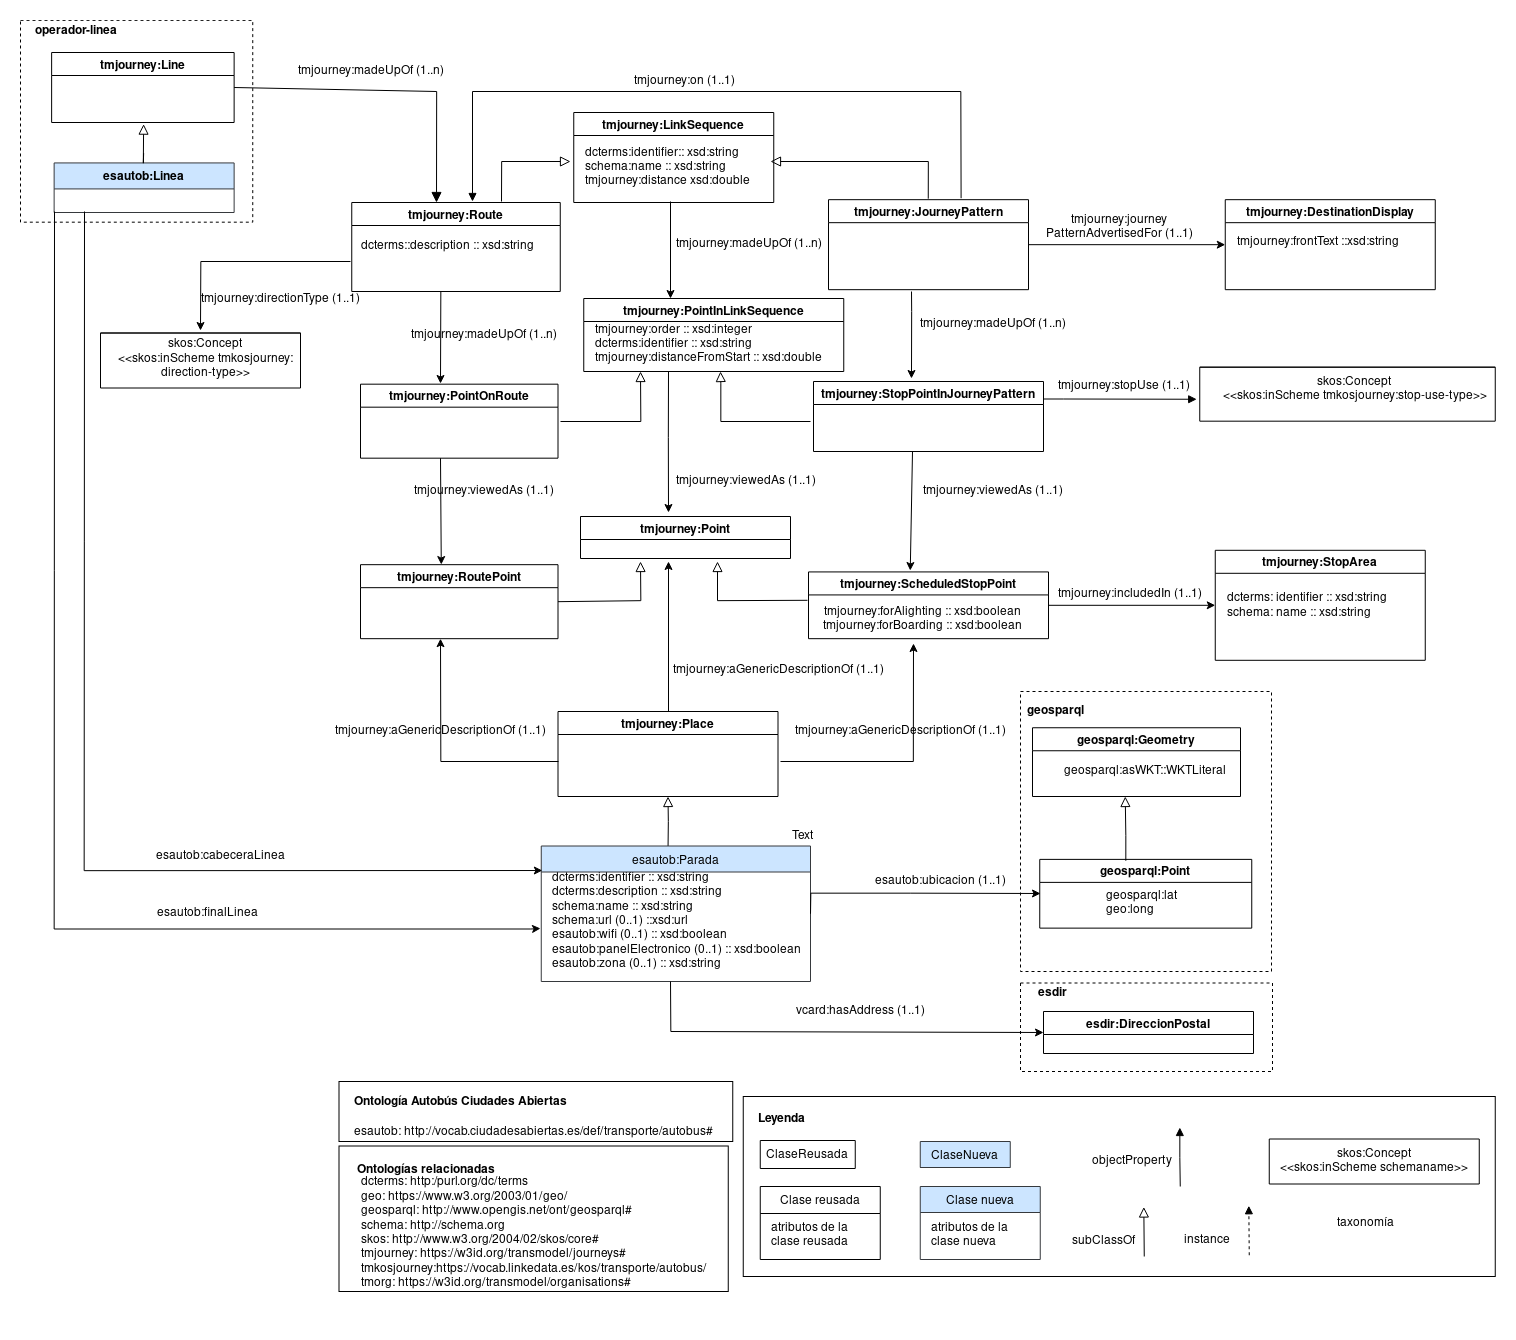 operador-linea
tmjourney:Line
tmjourney:madeUpOf (1..n)
tmjourney:on (1..1)
tmjourney:LinkSequence
dcterms:identifier:: xsd:string
schema:name :: xsd:string
tmjourney:distance xsd:double
esautob:Linea
tmjourney:Route
dcterms::description :: xsd:string
tmjourney:madeUpOf (1..n)
tmjourney:JourneyPattern
tmjourney:journey
PatternAdvertisedFor (1..1)
tmjourney:DestinationDisplay
tmjourney:frontText ::xsd:string
tmjourney:directionType (1..1)
skos:Concept
<<skos:inScheme tmkosjourney:
direction-type>>
tmjourney:madeUpOf (1..n)
tmjourney:PointInLinkSequence
tmjourney:order :: xsd:integer
dcterms:identifier :: xsd:string
tmjourney:distanceFromStart :: xsd:double
tmjourney:madeUpOf (1..n)
tmjourney:PointOnRoute
tmjourney:StopPointInJourneyPattern
tmjourney:stopUse (1..1)
skos:Concept
<<skos:inScheme tmkosjourney:stop-use-type>>
tmjourney:viewedAs (1..1)
tmjourney:viewedAs (1..1)
tmjourney:viewedAs (1..1)
tmjourney:Point
tmjourney:RoutePoint
tmjourney:ScheduledStopPoint
tmjourney:forAlighting :: xsd:boolean
tmjourney:forBoarding :: xsd:boolean
tmjourney:includedIn (1..1)
tmjourney:StopArea
dcterms: identifier :: xsd:string
schema: name :: xsd:string
tmjourney:aGenericDescriptionOf (1..1)
tmjourney:aGenericDescriptionOf (1..1)
tmjourney:Place
tmjourney:aGenericDescriptionOf (1..1)
geosparql
geosparql:Geometry
geosparql:asWKT::WKTLiteral
Text
esautob:cabeceraLinea
esautob:finalLinea
esautob:Parada
dcterms:identifier :: xsd:string
dcterms:description :: xsd:string
schema:name :: xsd:string
schema:url (0..1) ::xsd:url
esautob:wifi (0..1) :: xsd:boolean
esautob:panelElectronico (0..1) :: xsd:boolean
esautob:zona (0..1) :: xsd:string
esautob:ubicacion (1..1)
geosparql:Point
geosparql:lat
geo:long
vcard:hasAddress (1..1)
esdir
esdir:DireccionPostal
Ontología Autobús Ciudades Abiertas
esautob: http://vocab.ciudadesabiertas.es/def/transporte/autobus#
Ontologías relacionadas
dcterms: http:/purl.org/dc/terms
geo: https://www.w3.org/2003/01/geo/
geosparql: http://www.opengis.net/ont/geosparql#
schema: http://schema.org
skos: http://www.w3.org/2004/02/skos/core#
tmjourney: https://w3id.org/transmodel/journeys#
tmkosjourney:https://vocab.linkedata.es/kos/transporte/autobus/
tmorg: https://w3id.org/transmodel/organisations#
Leyenda
ClaseReusada
ClaseNueva
objectProperty
skos:Concept
<<skos:inScheme schemaname>>
Clase reusada
atributos de la
clase reusada
Clase nueva
atributos de la
clase nueva
subClassOf
instance
taxonomía